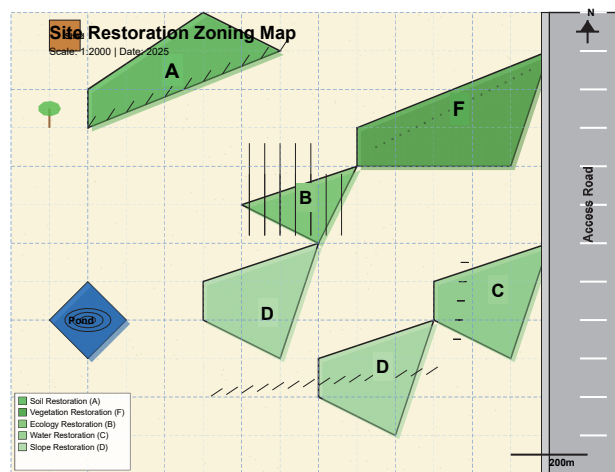 Site Restoration Zoning Map
Scale: 1:2000 | Date: 2025
N
A
F
B
Access Road
C
D
Pond
D
Soil Restoration (A)
Vegetation Restoration (F)
Ecology Restoration (B)
Water Restoration (C)
Slope Restoration (D)
200m